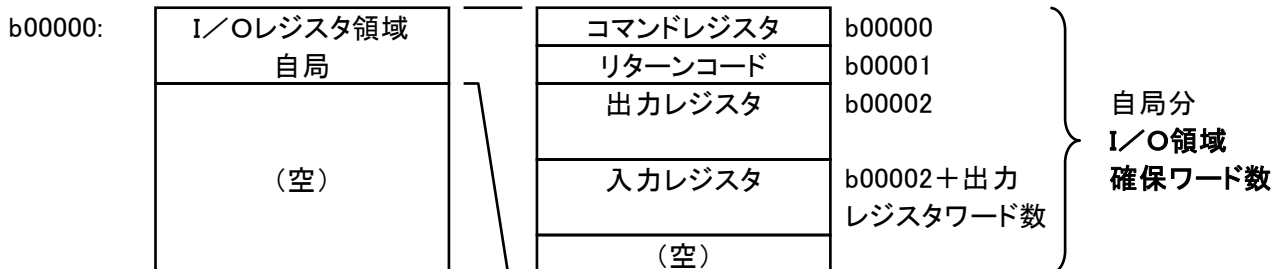 b00000:
I／Oレジスタ領域
自局
（空）
コマンドレジスタ
b00000
リターンコード
b00001
出力レジスタ
b00002
入力レジスタ
b00002＋出力
レジスタワード数
（空）
自局分
I／O領域
確保ワード数